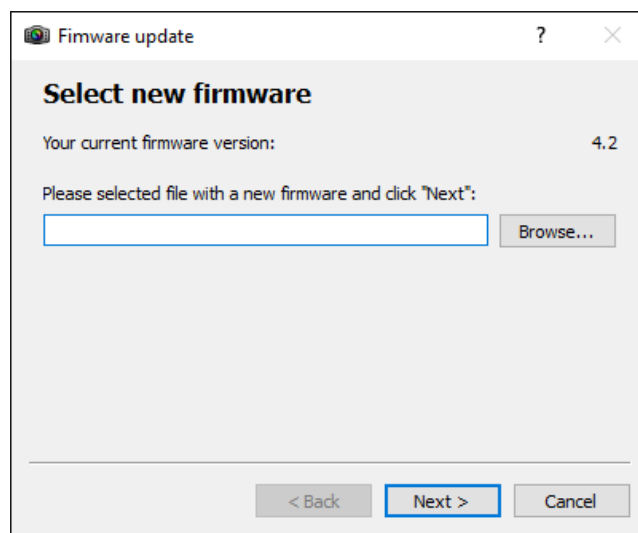 Fimware update ?
Select new firmware
Your current firmware version: 4.2
Please selected file with a new firmware and click "Next":
Browse...
< Back Next > Cancel